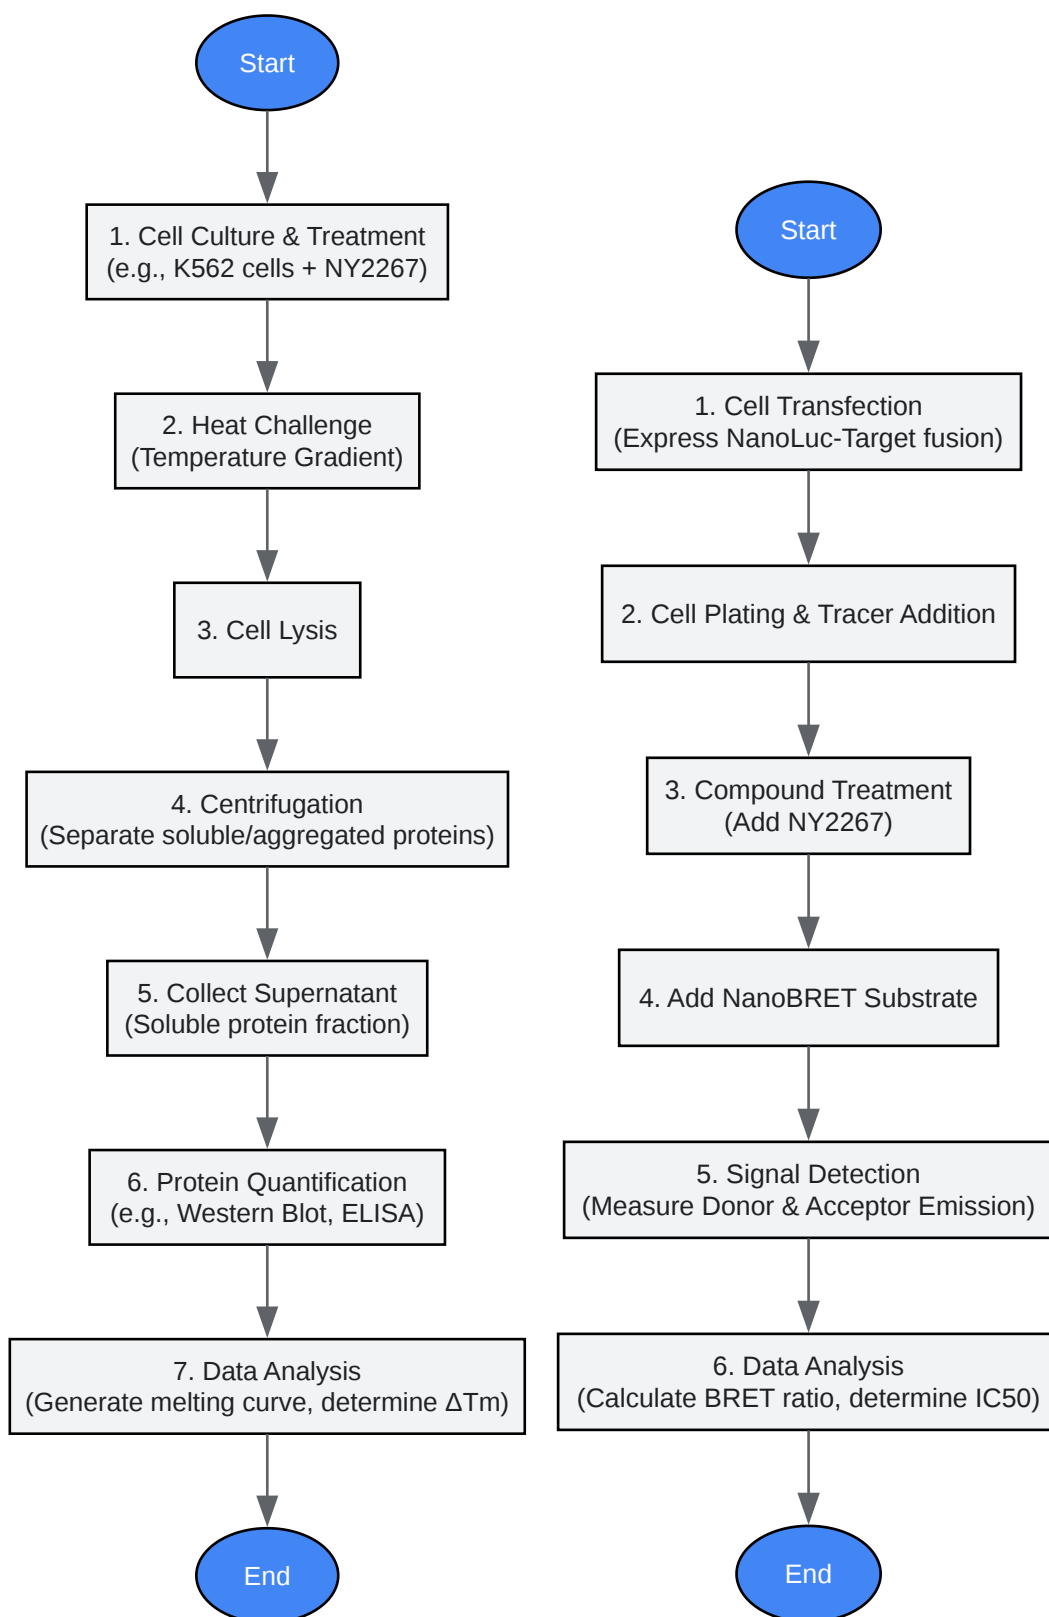 Start
1. Cell Culture & Treatment
(e.g., K562 cells + NY2267)
2. Heat Challenge
(Temperature Gradient)
3. Cell Lysis
4. Centrifugation
(Separate soluble/aggregated proteins)
5. Collect Supernatant
(Soluble protein fraction)
6. Protein Quantification
(e.g., Western Blot, ELISA)
7. Data Analysis
(Generate melting curve, determine ΔTm)
End
Start
1. Cell Transfection
(Express NanoLuc-Target fusion)
2. Cell Plating & Tracer Addition
3. Compound Treatment
(Add NY2267)
4. Add NanoBRET Substrate
5. Signal Detection
(Measure Donor & Acceptor Emission)
6. Data Analysis
(Calculate BRET ratio, determine IC50)
End